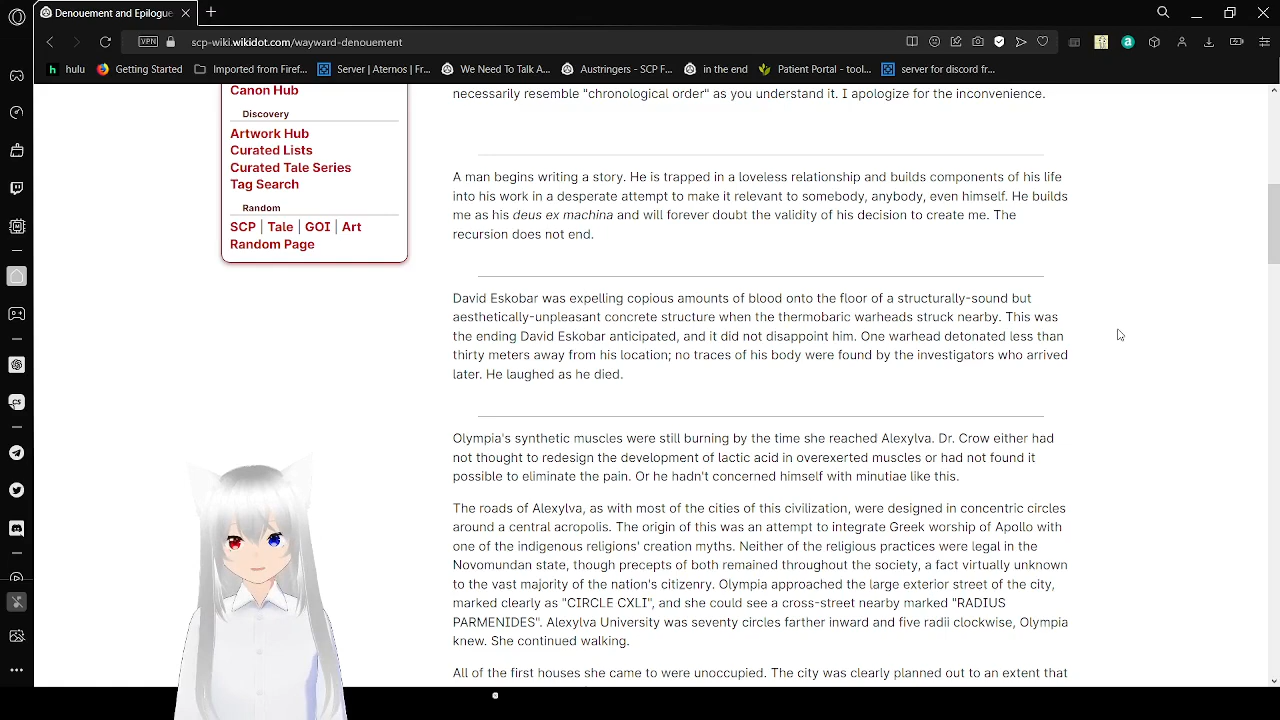 Denouement and Epilogue
VPN
scp-wiki.wikidot.com/wayward-denouement
hulu
Getting Started
Imported from Firef...
Server | Aternos | Fr...
We Need To Talk A...
Austringers - SCP F...
in the end
Patient Portal - tool...
server for discord fr...
Canon Hub
Discovery
Artwork Hub
Curated Lists
Curated Tale Series
Tag Search
Random
SCP | Tale | GOI | Art
Random Page
necessarily resemble "chronological order" as you understand it. I apologize for the inconvenience.
A man begins writing a story. He is trapped in a loveless relationship and builds components of his life
into his work in a desperate attempt to make it relevant to somebody, anybody, even himself. He builds
me as his deus ex machina and will forever doubt the validity of his decision to create me. The
recursion does not end.
David Eskobar was expelling copious amounts of blood onto the floor of a structurally-sound but
aesthetically-unpleasant concrete structure when the thermobaric warheads struck nearby. This was
the ending David Eskobar anticipated, and it did not disappoint him. One warhead detonated less than
thirty meters away from his location; no traces of his body were found by the investigators who arrived
later. He laughed as he died.
Olympia's synthetic muscles were still burning by the time she reached Alexylva. Dr. Crow either had
not thought to redesign the development of lactic acid in overexerted muscles or had not found it
possible to eliminate the pain. Or he hadn't concerned himself with minutiae like this.
The roads of Alexylva, as with most of the cities of this civilization, were designed in concentric circles
around a central acropolis. The origin of this was an attempt to integrate Greek worship of Apollo with
one of the indigenous religions' creation myths. Neither of the religious practices were legal in the
Novomundan state, though precepts of both remained throughout the society, a fact virtually unknown
to the vast majority of the nation's citizenry. Olympia approached the large exterior street of the city,
marked clearly as "CIRCLE CXLI", and she could see a cross-street nearby marked "RADIUS
PARMENIDES". Alexylva University was seventy circles farther inward and five radii clockwise, Olympia
knew. She continued walking.
All of the first houses she came to were unoccupied. The city was clearly planned out to an extent that